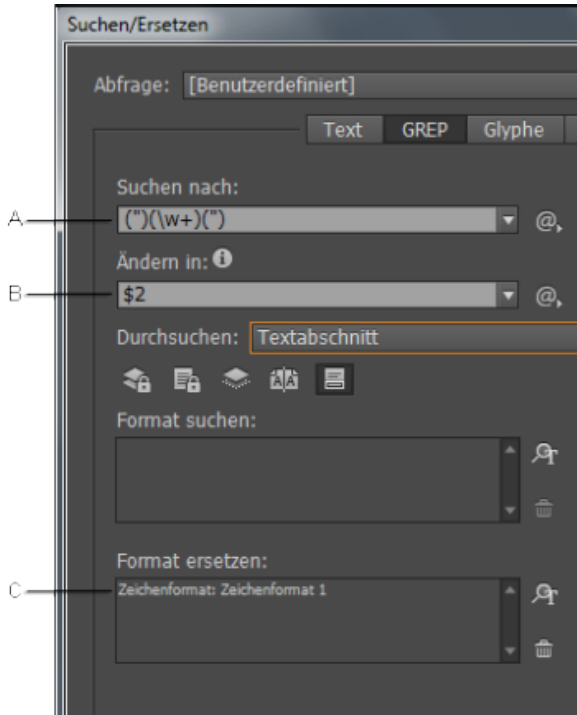 Suchen/Ersetzen
Abfrage: [Benutzerdefiniert]
Text GREP Glyphe
Suchen nach:
A (")(\w+)(") @
Ändern in:
B $2 @
Durchsuchen: Textabschnitt
Format suchen:
Format ersetzen:
C Zeichenformat: Zeichenformat 1